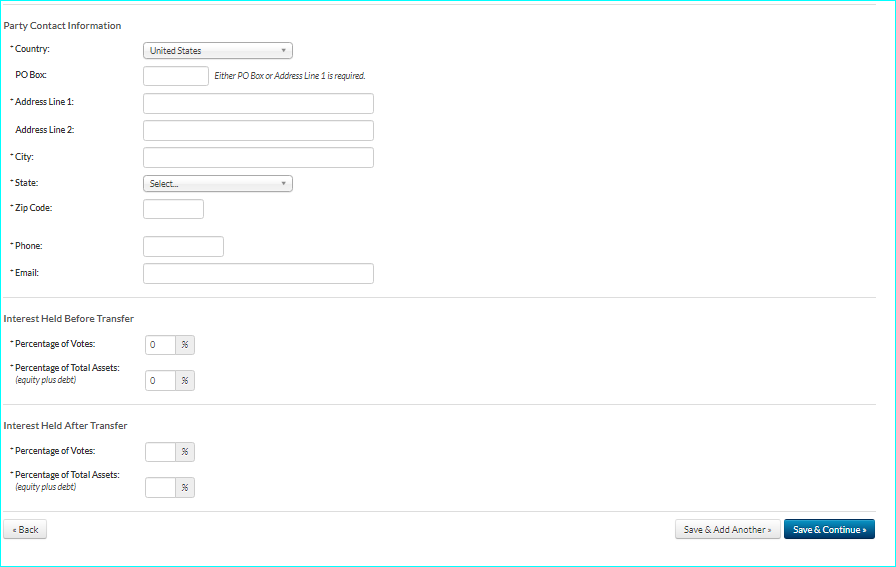 Party Contact Information
* Country: United States
PO Box: Either PO Box or Address Line 1 is required.
* Address Line 1:
Address Line 2:
* City:
* State: Select...
* Zip Code:
* Phone:
* Email:
Interest Held Before Transfer
* Percentage of Votes: 0 %
* Percentage of Total Assets:
(equity plus debt) 0 %
Interest Held After Transfer
* Percentage of Votes: %
* Percentage of Total Assets:
(equity plus debt) %
« Back Save & Add Another » Save & Continue »